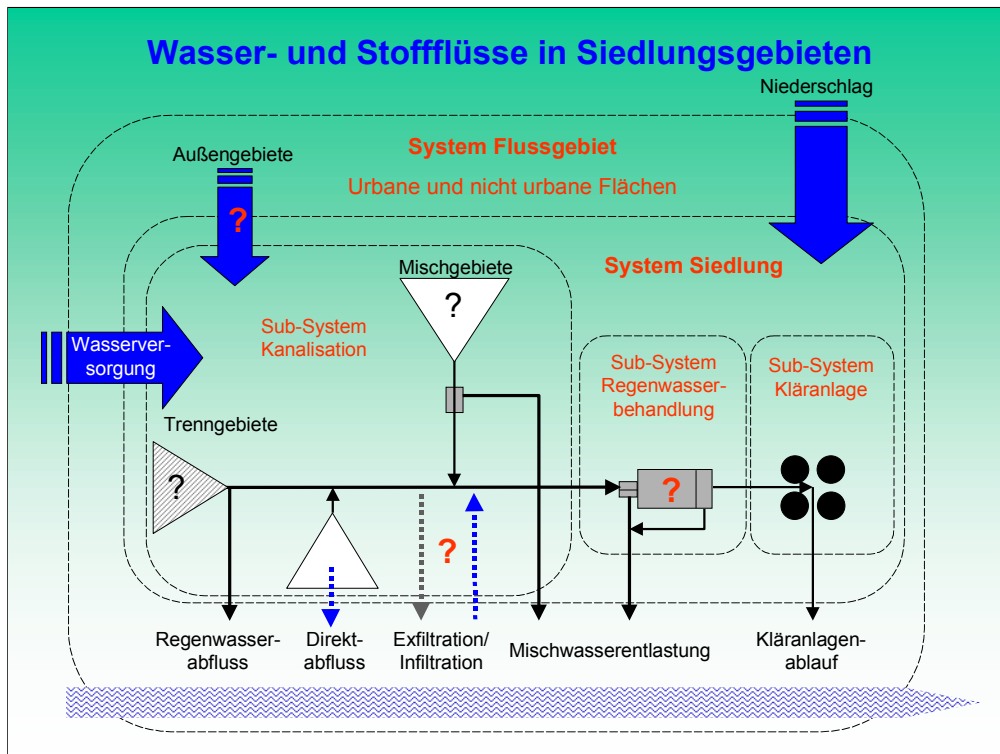 Wasser- und Stoffflüsse in Siedlungsgebieten
Niederschlag
System Flussgebiet
Außengebiete
Urbane und nicht urbane Flächen
?
Mischgebiete
System Siedlung
?
Sub-System
Kanalisation
Wasserver-
sorgung
Sub-System
Regenwasser-
behandlung
Sub-System
Kläranlage
Trenngebiete
?
?
?
Regenwasser-
abfluss
Direkt-
abfluss
Exfiltration/
Infiltration
Mischwasserentlastung
Kläranlagen-
ablauf